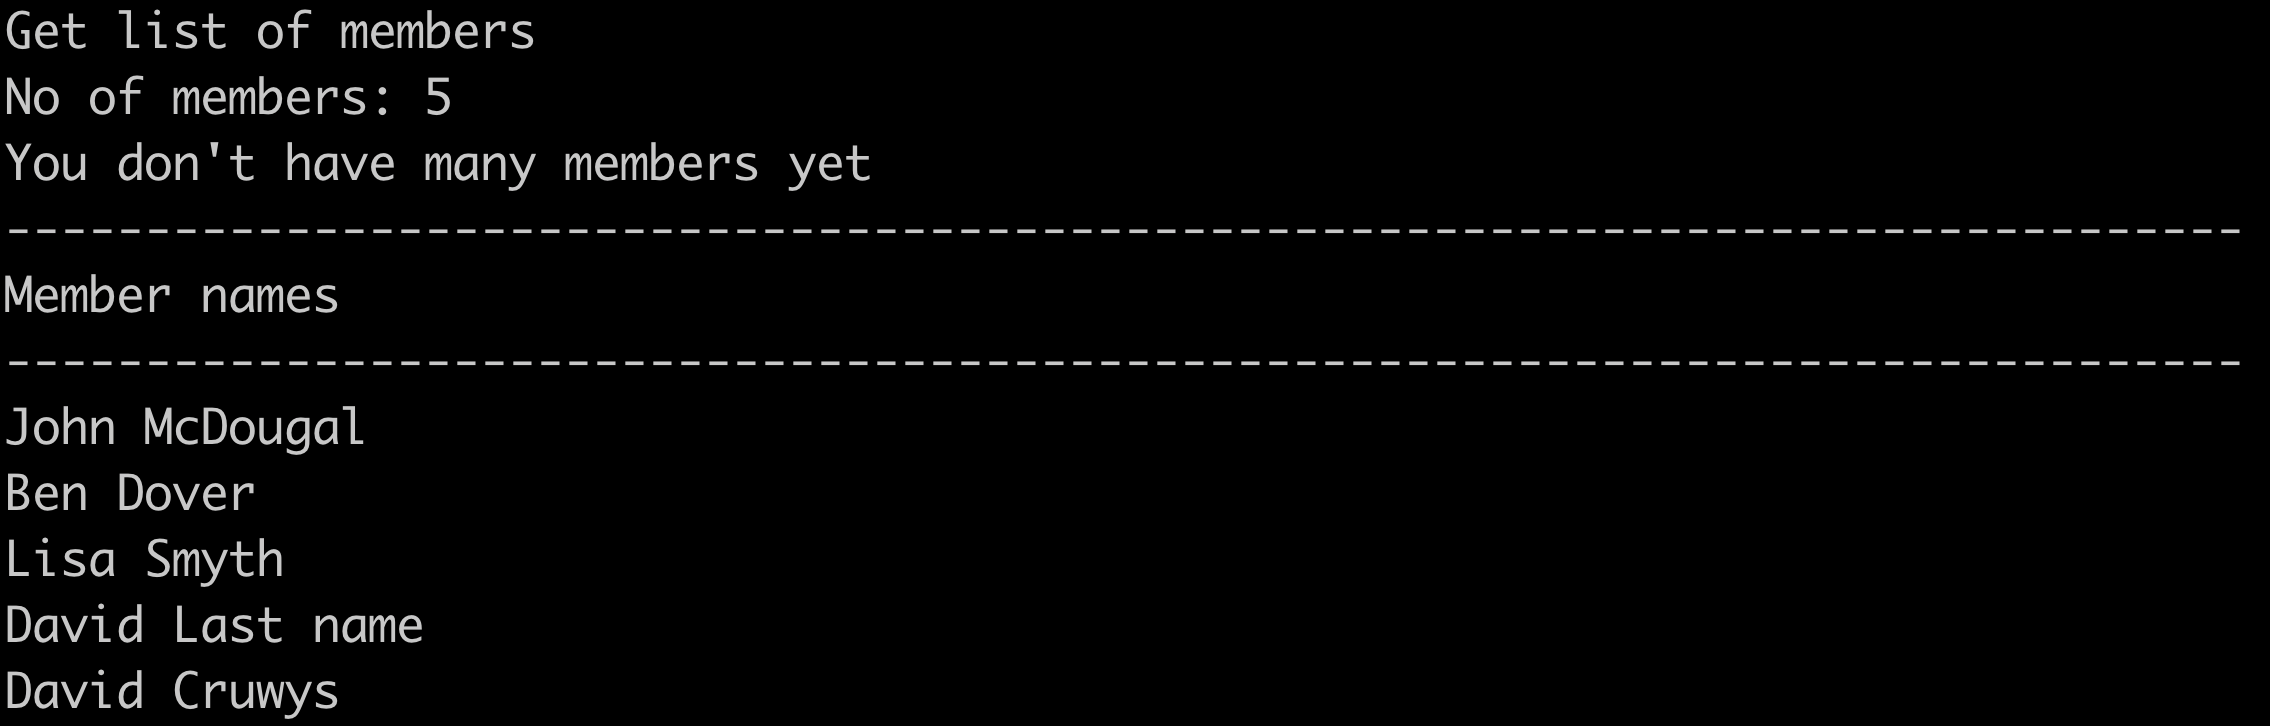 Get list of members
No of members: 5
You don't have many members yet
--------------------------------------------------------------------------------
Member names
--------------------------------------------------------------------------------
John McDougal
Ben Dover
Lisa Smyth
David Last name
David Cruwys